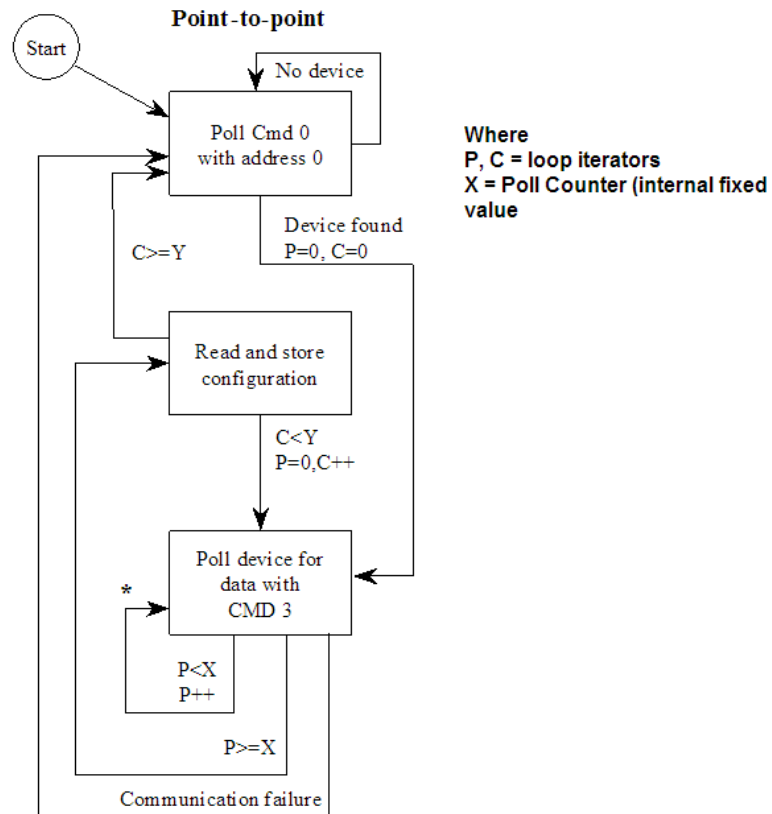 Point-to-point
Start
No device
Poll Cmd 0
with address 0
Where
P, C = loop iterators
X = Poll Counter (internal fixed
value
Device found
P=0, C=0
C>=Y
Read and store
configuration
C<Y
P=0,C++
Poll device for
data with
CMD 3
*
P<X
P++
P>=X
Communication failure